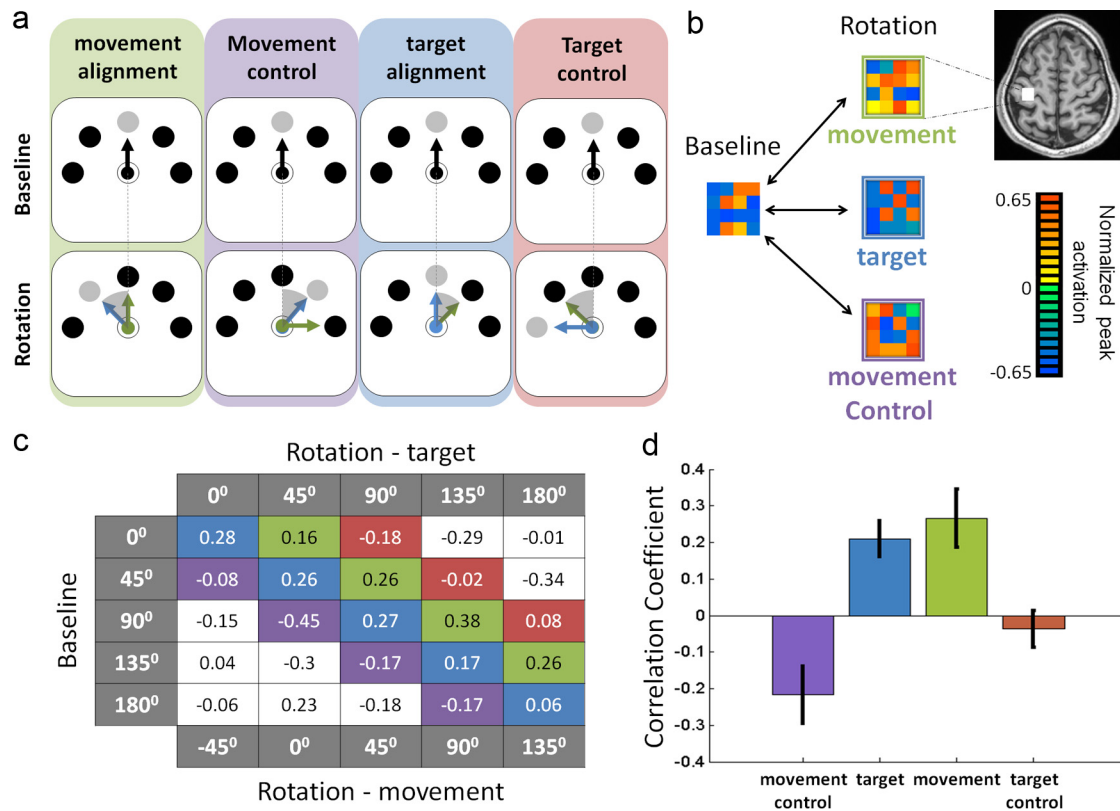 a
movement alignment
Movement control
target alignment
Target control
Baseline
Rotation
b
Rotation
movement
Baseline
target
movement
Control
0.65
0
-0.65
Normalized peak
activation
c
Rotation - target
0⁰ 45⁰ 90⁰ 135⁰ 180⁰
0⁰ 0.28 0.16 -0.18 -0.29 -0.01
45⁰ -0.08 0.26 0.26 -0.02 -0.34
90⁰ -0.15 -0.45 0.27 0.38 0.08
135⁰ 0.04 -0.3 -0.17 0.17 0.26
180⁰ -0.06 0.23 -0.18 -0.17 0.06
-45⁰ 0⁰ 45⁰ 90⁰ 135⁰
Baseline
Rotation - movement
d
Correlation Coefficient
0.4
0.3
0.2
0.1
0
-0.1
-0.2
-0.3
-0.4
movement control
target
movement
target control